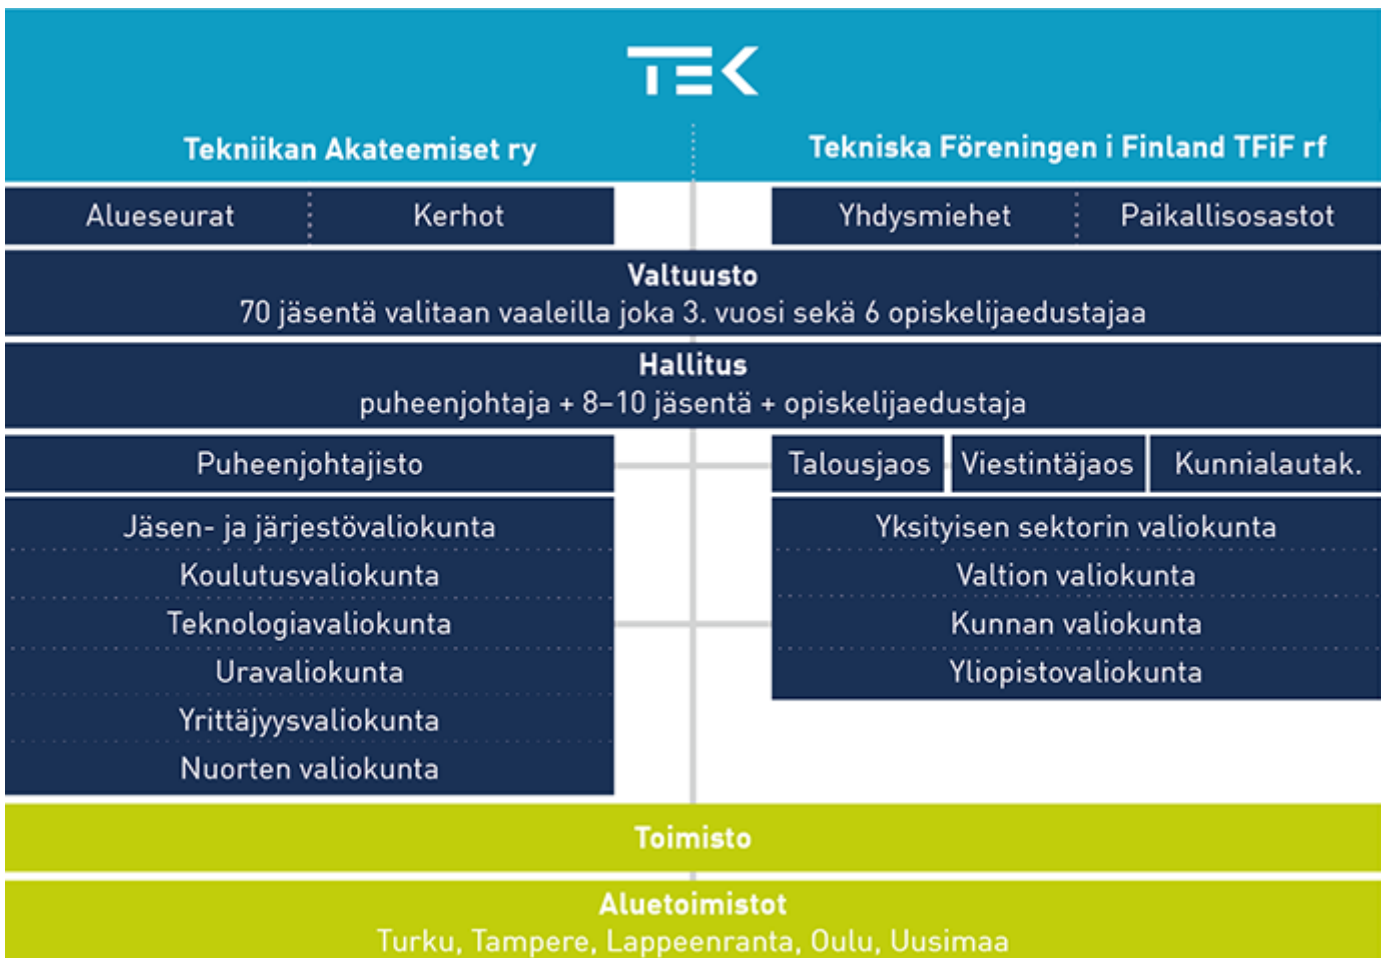 TEK
Tekniikan Akateemiset ry
Tekniska Föreningen i Finland TFiF rf
Alueseurat
Kerhot
Yhdysmiehet
Paikallisosastot
Valtuusto
70 jäsentä valitaan vaaleilla joka 3. vuosi sekä 6 opiskelijaedustajaa
Hallitus
puheenjohtaja + 8–10 jäsentä + opiskelijaedustaja
Puheenjohtajisto
Talousjaos
Viestintäjaos
Kunnialautak.
Jäsen- ja järjestövaliokunta
Koulutusvaliokunta
Teknologiavaliokunta
Uravaliokunta
Yrittäjyysvaliokunta
Nuorten valiokunta
Yksityisen sektorin valiokunta
Valtion valiokunta
Kunnan valiokunta
Yliopistovaliokunta
Toimisto
Aluetoimistot
Turku, Tampere, Lappeenranta, Oulu, Uusimaa